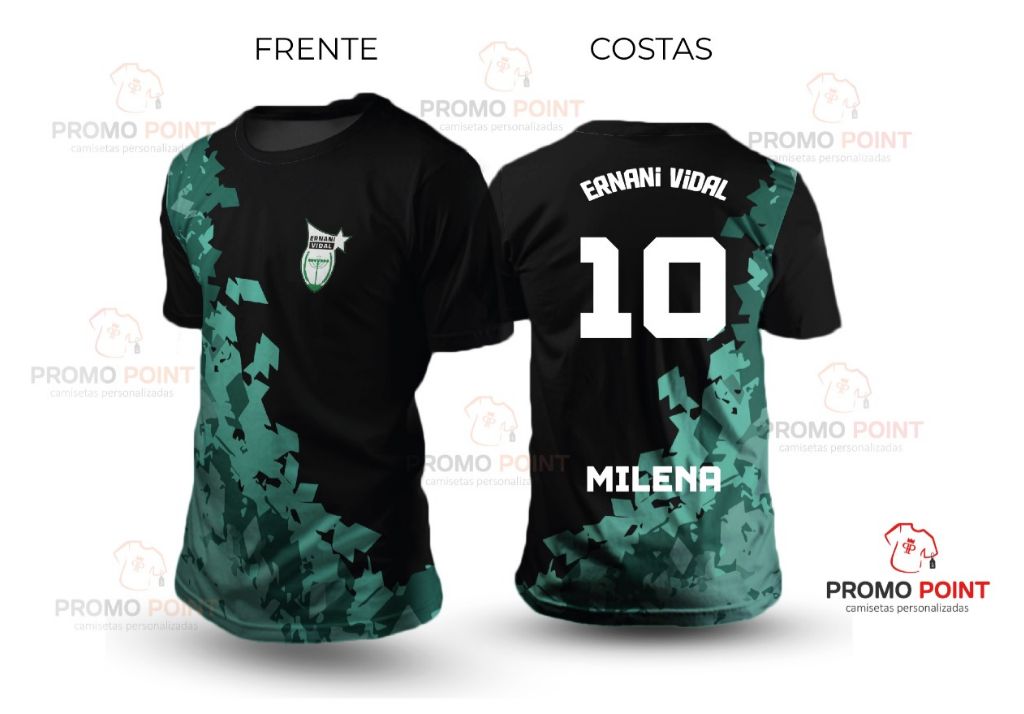 FRENTE
COSTAS
PROMO POINT
camisetas personalizadas
PROMO POINT
camisetas personalizadas
PROMO POINT
camisetas personalizadas
ERNANi ViDAL
10
ERNANI
VIDAL
PROMO POINT
camisetas personalizadas
PROMO POINT
camisetas personalizadas
PROMO POINT
camisetas personalizadas
MILENA
PROMO POINT
camisetas personalizadas
PROMO POINT
camisetas personalizadas